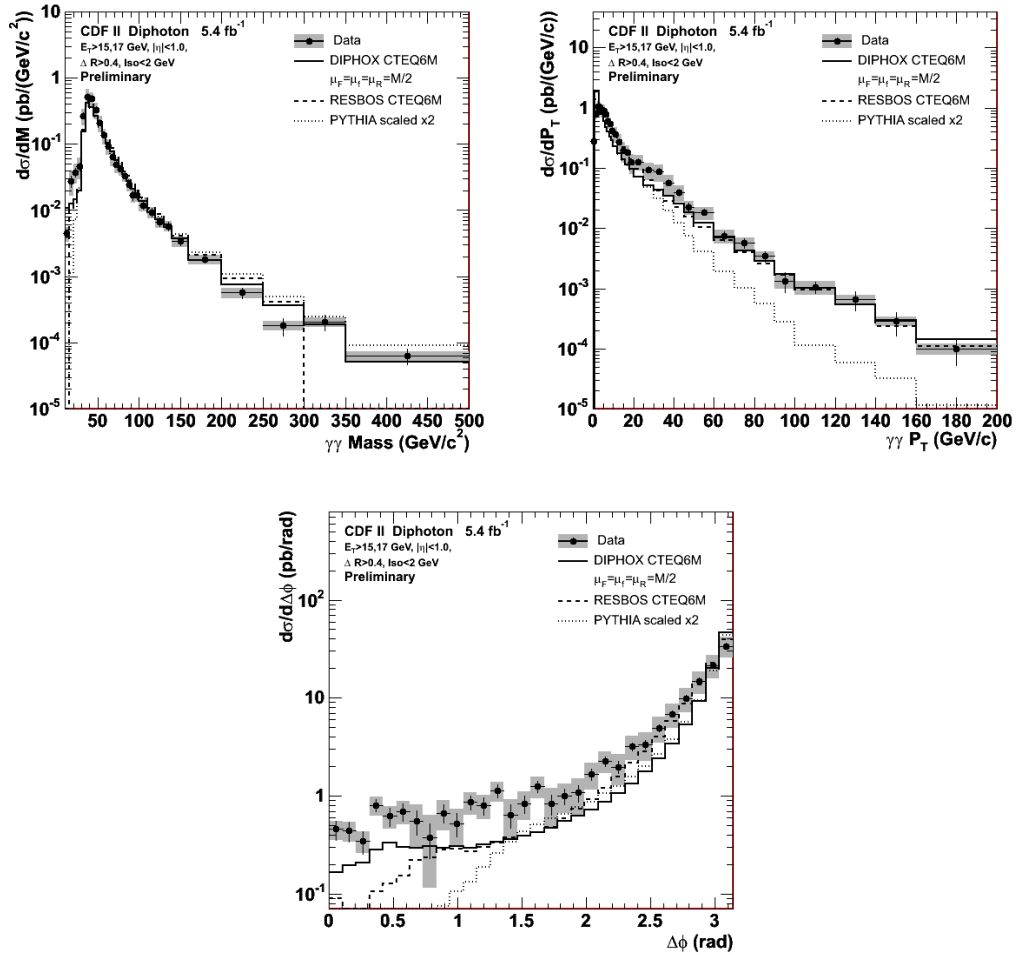 CDF II Diphoton 5.4 fb⁻¹
E_T>15,17 GeV, |η|<1.0,
Δ R>0.4, Iso<2 GeV
Preliminary
Data
DIPHOX CTEQ6M
μ_F=μ_f=μ_R=M/2
RESBOS CTEQ6M
PYTHIA scaled x2
dσ/dM (pb/(GeV/c²)
10
1
10⁻¹
10⁻²
10⁻³
10⁻⁴
10⁻⁵
50 100 150 200 250 300 350 400 450 500
γγ Mass (GeV/c²)
CDF II Diphoton 5.4 fb⁻¹
E_T>15,17 GeV, |η|<1.0,
Δ R>0.4, Iso<2 GeV
Preliminary
Data
DIPHOX CTEQ6M
μ_F=μ_f=μ_R=M/2
RESBOS CTEQ6M
PYTHIA scaled x2
dσ/dP_T (pb/(GeV/c)
10
1
10⁻¹
10⁻²
10⁻³
10⁻⁴
10⁻⁵
0 20 40 60 80 100 120 140 160 180 200
γγ P_T (GeV/c)
CDF II Diphoton 5.4 fb⁻¹
E_T>15,17 GeV, |η|<1.0,
Δ R>0.4, Iso<2 GeV
Preliminary
Data
DIPHOX CTEQ6M
μ_F=μ_f=μ_R=M/2
RESBOS CTEQ6M
PYTHIA scaled x2
dσ/dΔϕ (pb/rad)
10²
10
1
10⁻¹
0 0.5 1 1.5 2 2.5 3
Δϕ (rad)